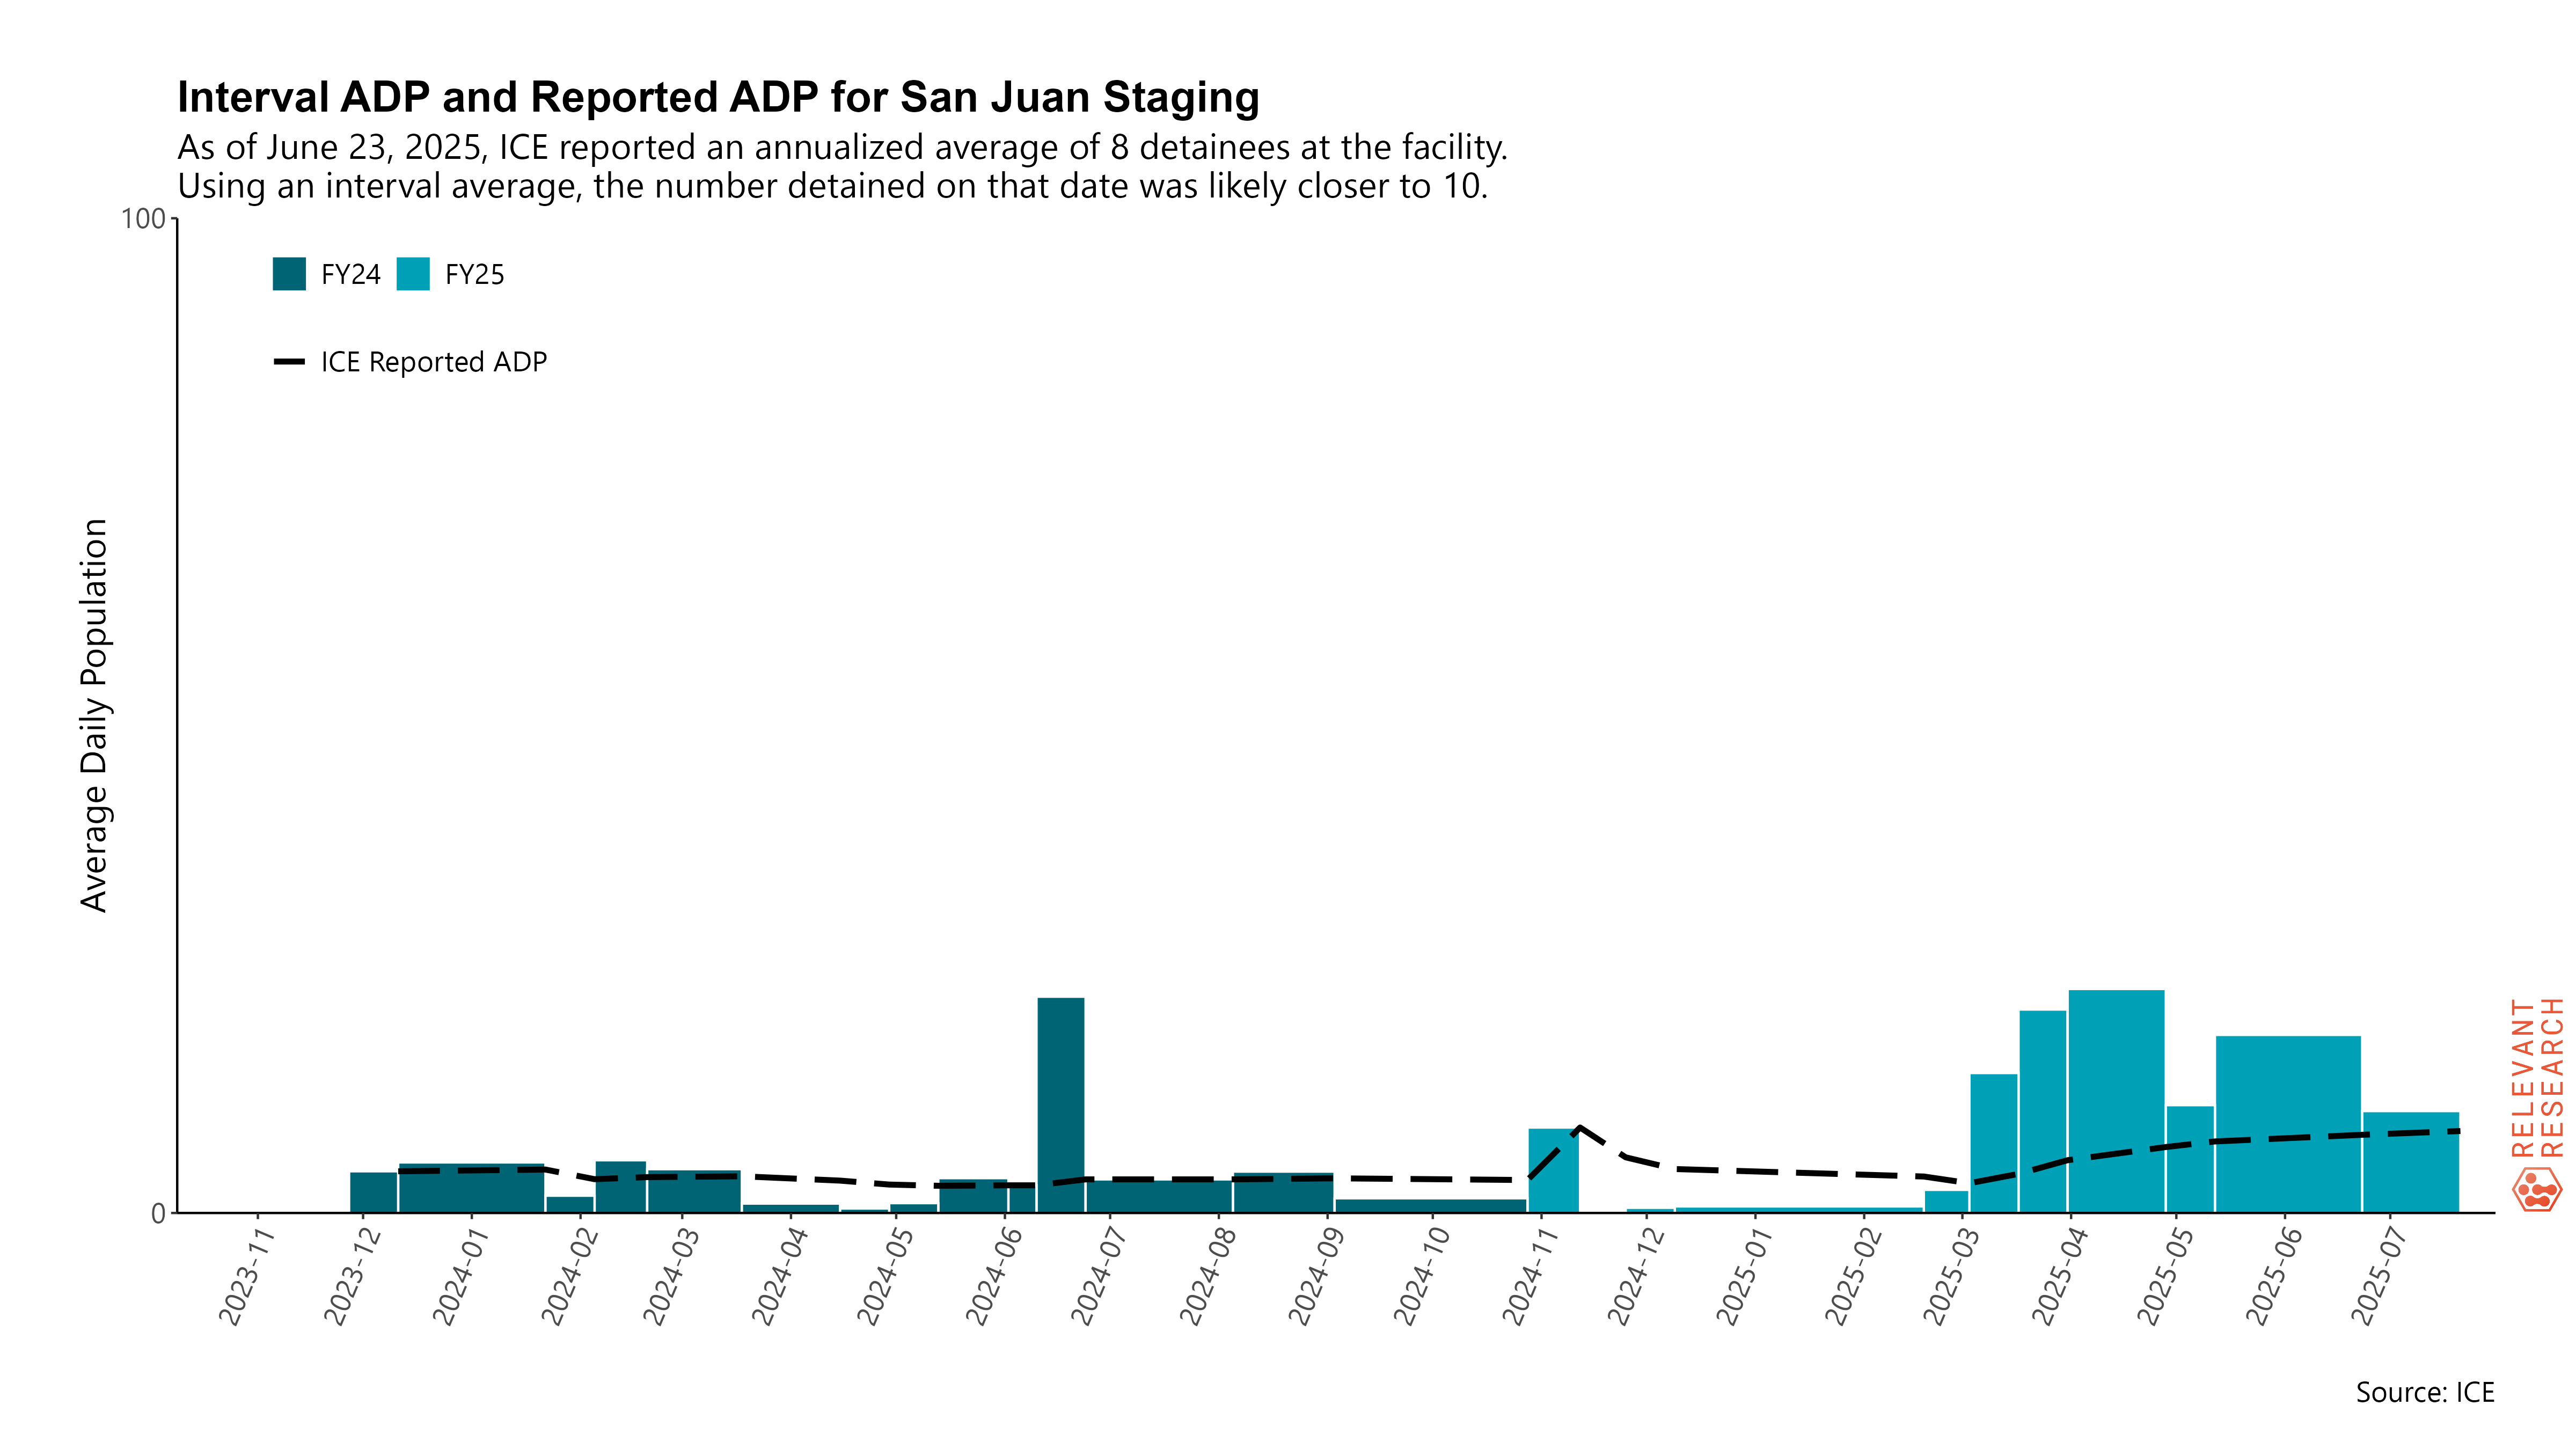 Interval ADP and Reported ADP for San Juan Staging
As of June 23, 2025, ICE reported an annualized average of 8 detainees at the facility.
Using an interval average, the number detained on that date was likely closer to 10.
100
FY24 FY25
ICE Reported ADP
Average Daily Population
0
2023-11 2023-12 2024-01 2024-02 2024-03 2024-04 2024-05 2024-06 2024-07 2024-08 2024-09 2024-10 2024-11 2024-12 2025-01 2025-02 2025-03 2025-04 2025-05 2025-06 2025-07
RELEVANT
RESEARCH
Source: ICE